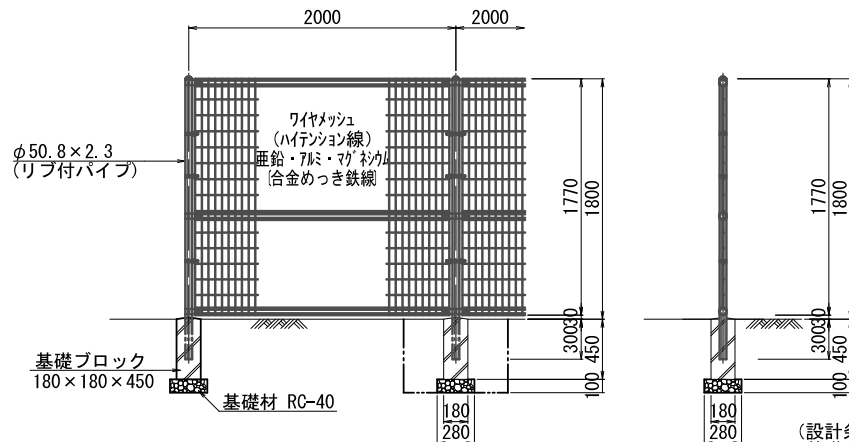 2000
2000
ワイヤメッシュ
(ハイテンション線)
亜鉛・アルミ・マグネシウム
合金めっき鉄線
φ50.8×2.3
(リブ付パイプ)
1770
1800
30
300
450
100
1770
1800
30
300
450
100
基礎ブロック
180×180×450
基礎材 RC-40
180
280
180
280
(設計条